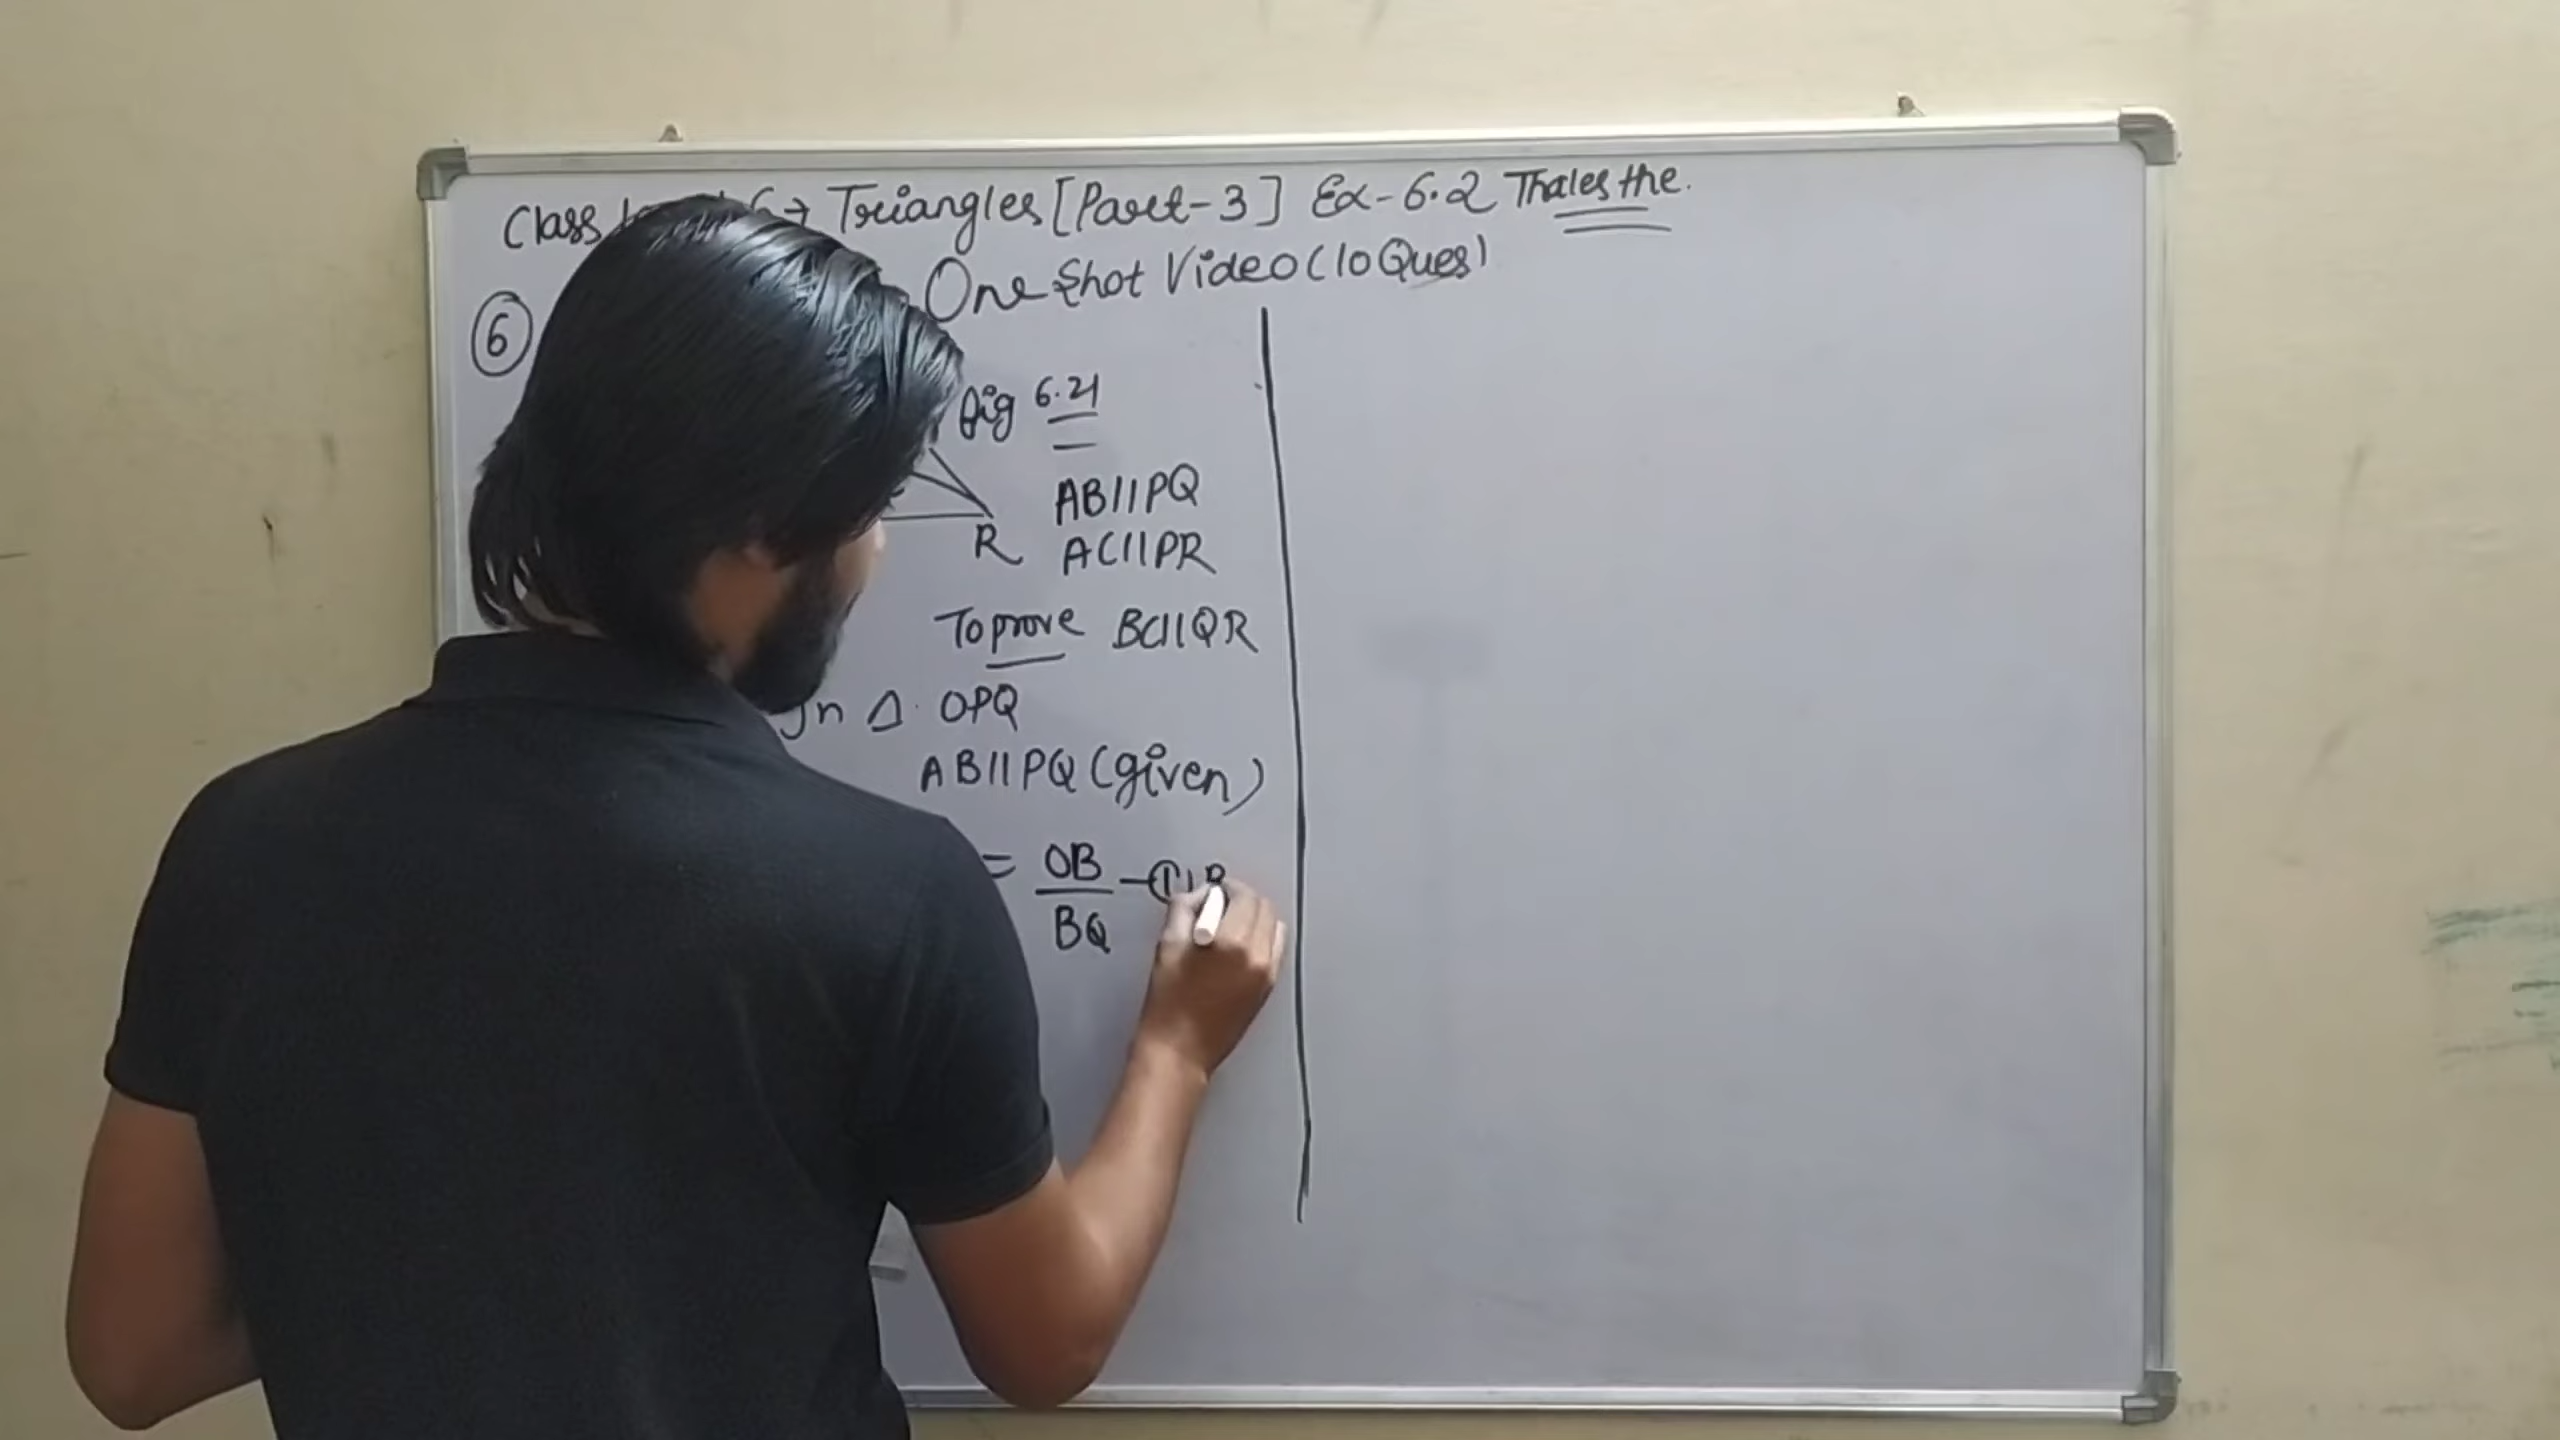 Class → Triangles [Part-3] Ex-6.2 Thales the.
One Shot Video (10 Ques)
6
fig 6.21
AB||PQ
R AC||PR
To prove BC||QR
In Δ OPQ
AB||PQ (given)
= OB/BQ -①